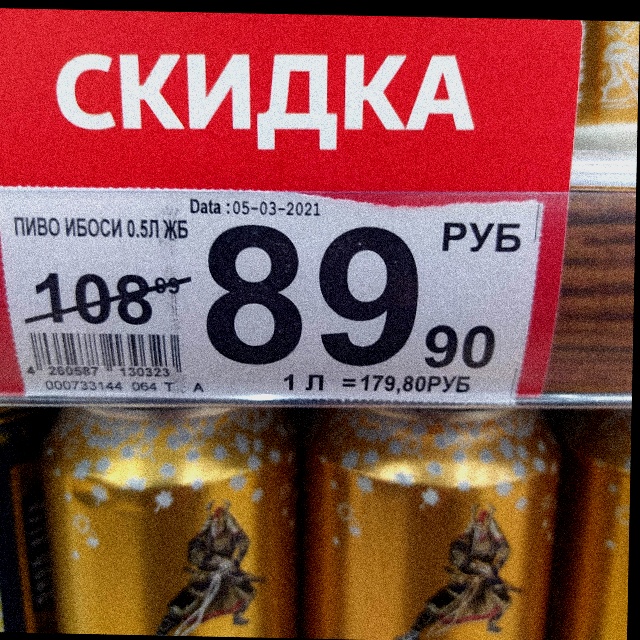 СКИДКА
Data :05-03-2021
ПИВО ИБОСИ 0.5Л ЖБ
РУБ
108 89
89 90
4 260587 130323
000733144 064 Т. А
1 Л =179,80РУБ